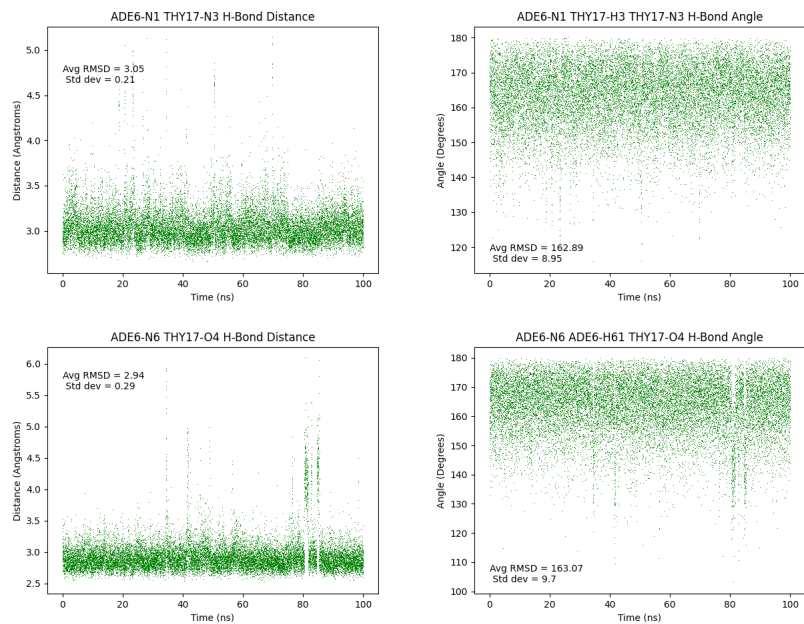 ADE6-N1 THY17-N3 H-Bond Distance
Avg RMSD = 3.05
Std dev = 0.21
Distance (Angstroms)
5.0
4.5
4.0
3.5
3.0
0 20 40 60 80 100
Time (ns)
ADE6-N1 THY17-H3 THY17-N3 H-Bond Angle
Avg RMSD = 162.89
Std dev = 8.95
Angle (Degrees)
180
170
160
150
140
130
120
0 20 40 60 80 100
Time (ns)
ADE6-N6 THY17-O4 H-Bond Distance
Avg RMSD = 2.94
Std dev = 0.29
Distance (Angstroms)
6.0
5.5
5.0
4.5
4.0
3.5
3.0
2.5
0 20 40 60 80 100
Time (ns)
ADE6-N6 ADE6-H61 THY17-O4 H-Bond Angle
Avg RMSD = 163.07
Std dev = 9.7
Angle (Degrees)
180
170
160
150
140
130
120
110
100
0 20 40 60 80 100
Time (ns)